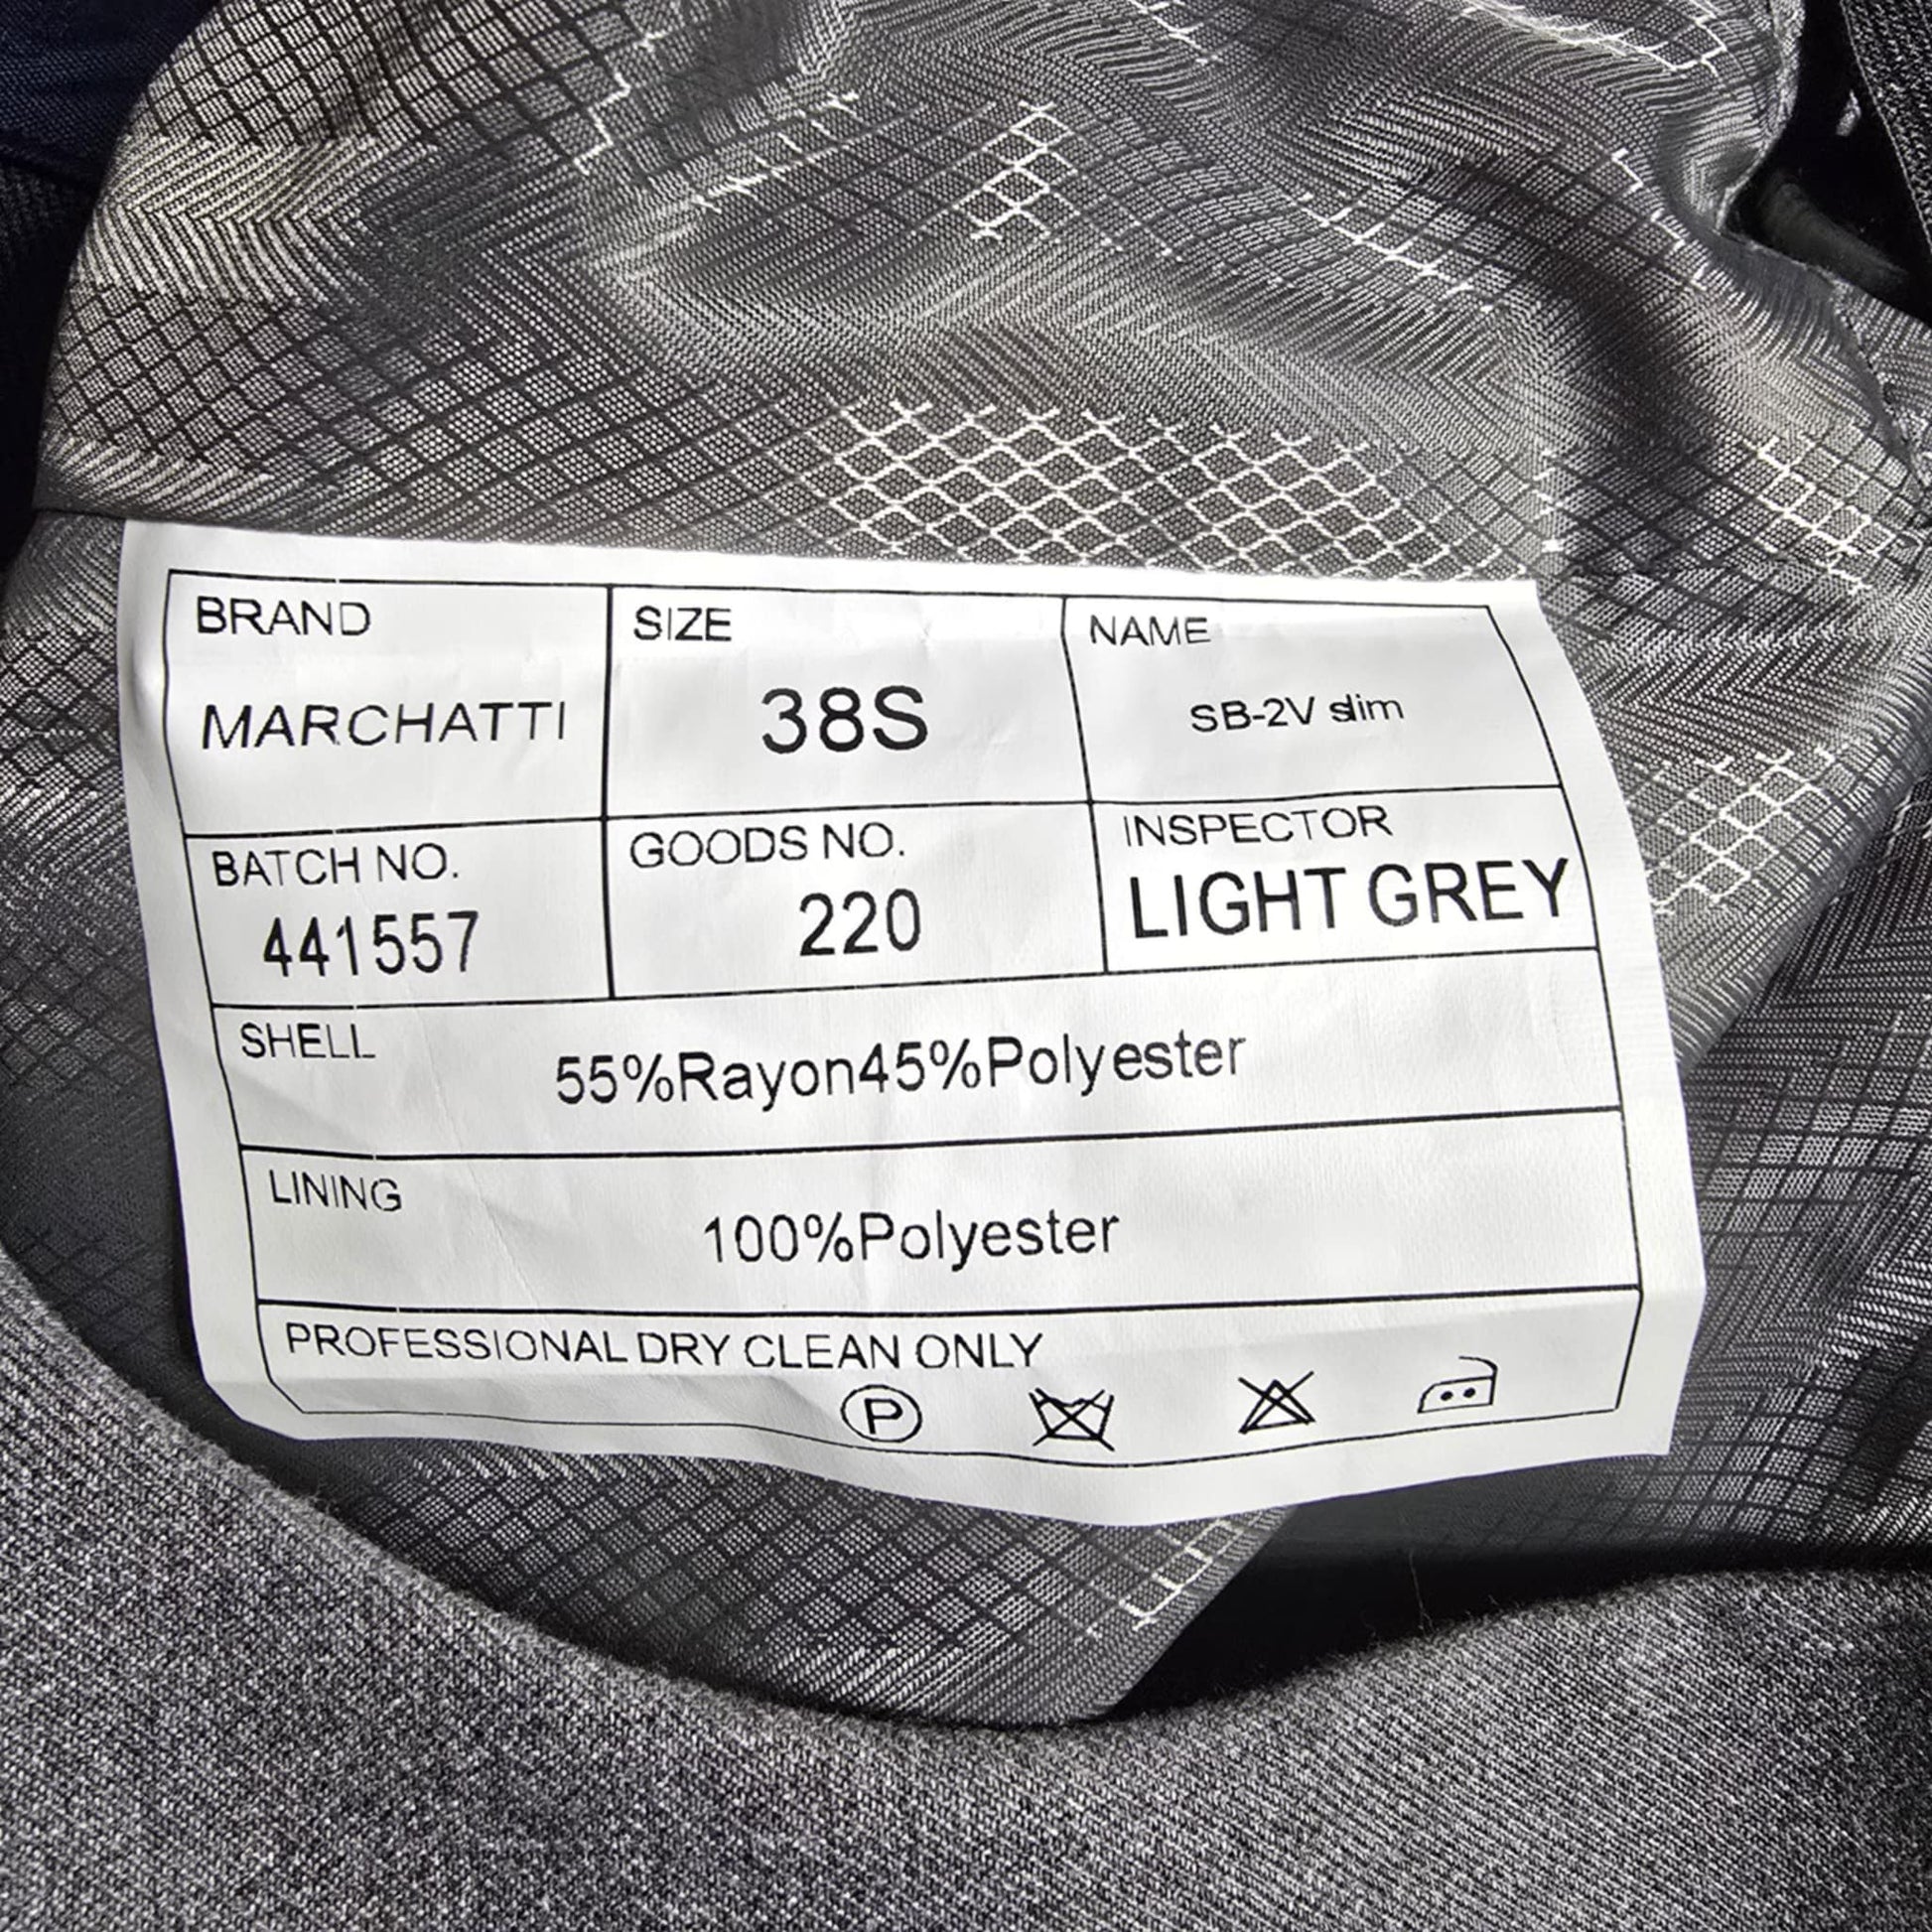 BRAND
MARCHATTI
SIZE
38S
NAME
SB-2V slim
BATCH NO.
441557
GOODS NO.
220
INSPECTOR
LIGHT GREY
SHELL
55%Rayon45%Polyester
LINING
100%Polyester
PROFESSIONAL DRY CLEAN ONLY
P